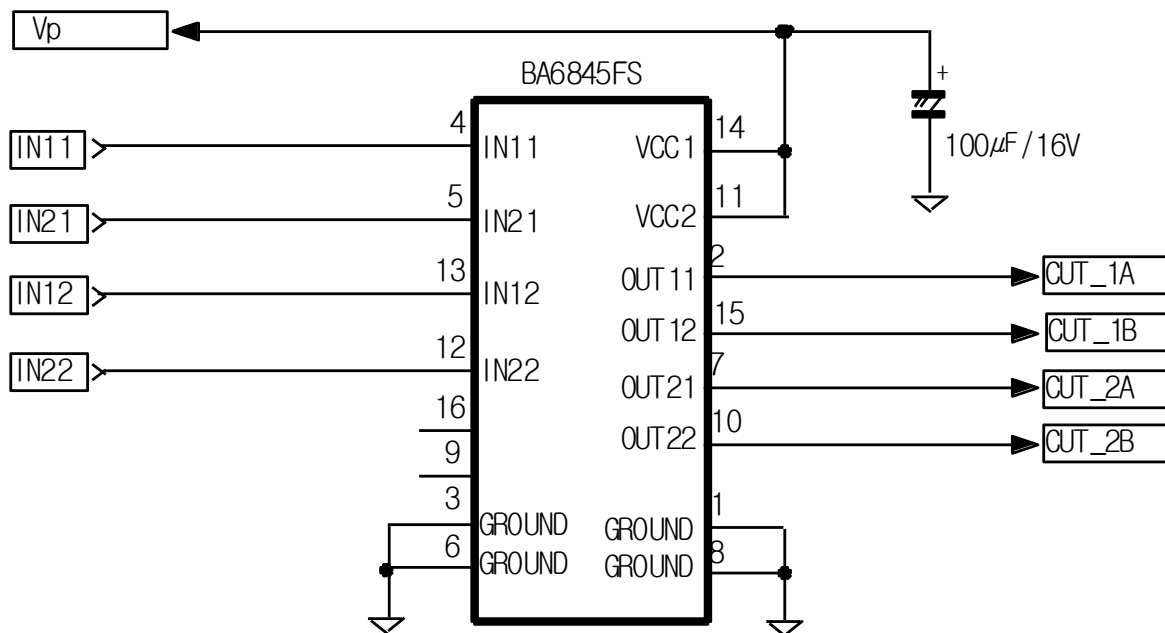 Vp
BA6845FS
+
100μF/16V
IN11
4
IN11
VCC1
14
IN21
5
IN21
VCC2
11
IN12
13
IN12
OUT11
2
CUT_1A
OUT12
15
CUT_1B
IN22
12
IN22
OUT21
7
CUT_2A
16
OUT22
10
CUT_2B
9
3
GROUND
GROUND
1
6
GROUND
GROUND
8